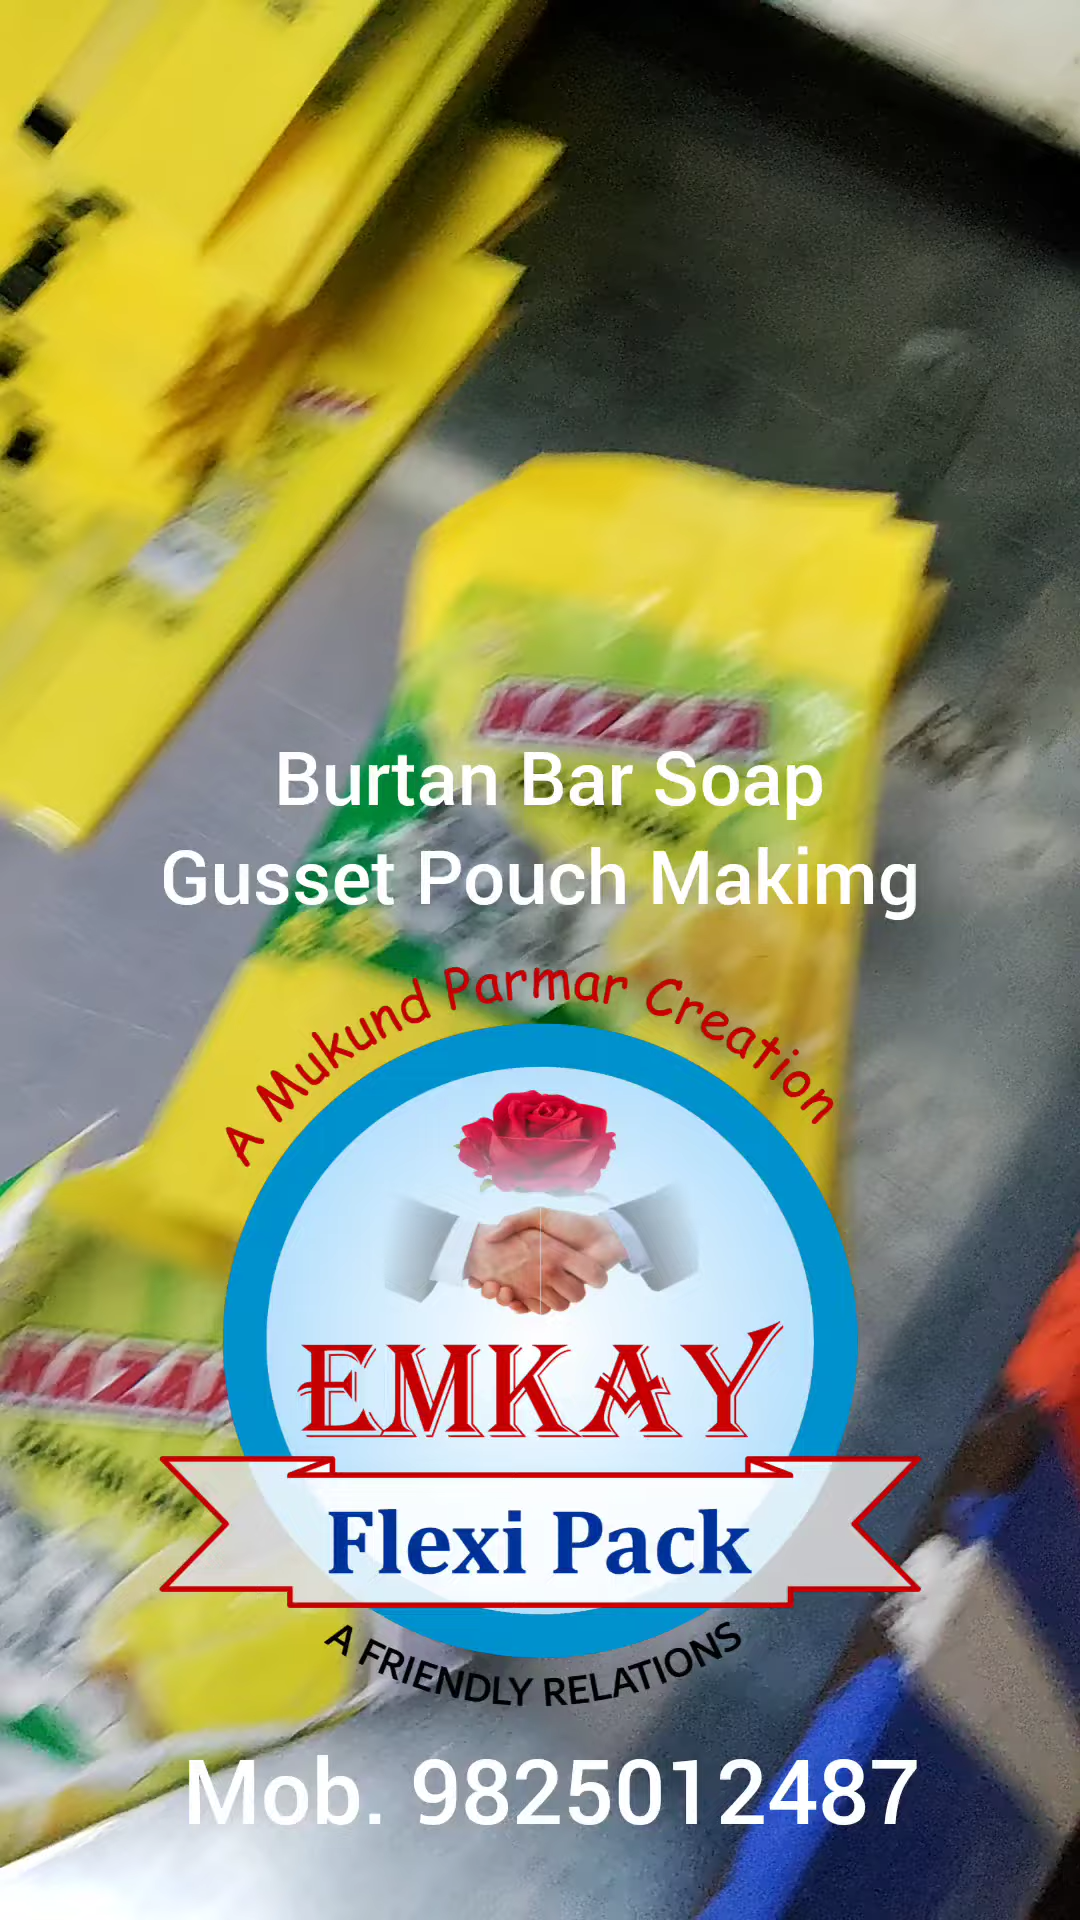 Burtan Bar Soap
Gusset Pouch Makimg
A Mukund Parmar Creation
EMKAY
Flexi Pack
A FRIENDLY RELATIONS
Mob. 9825012487